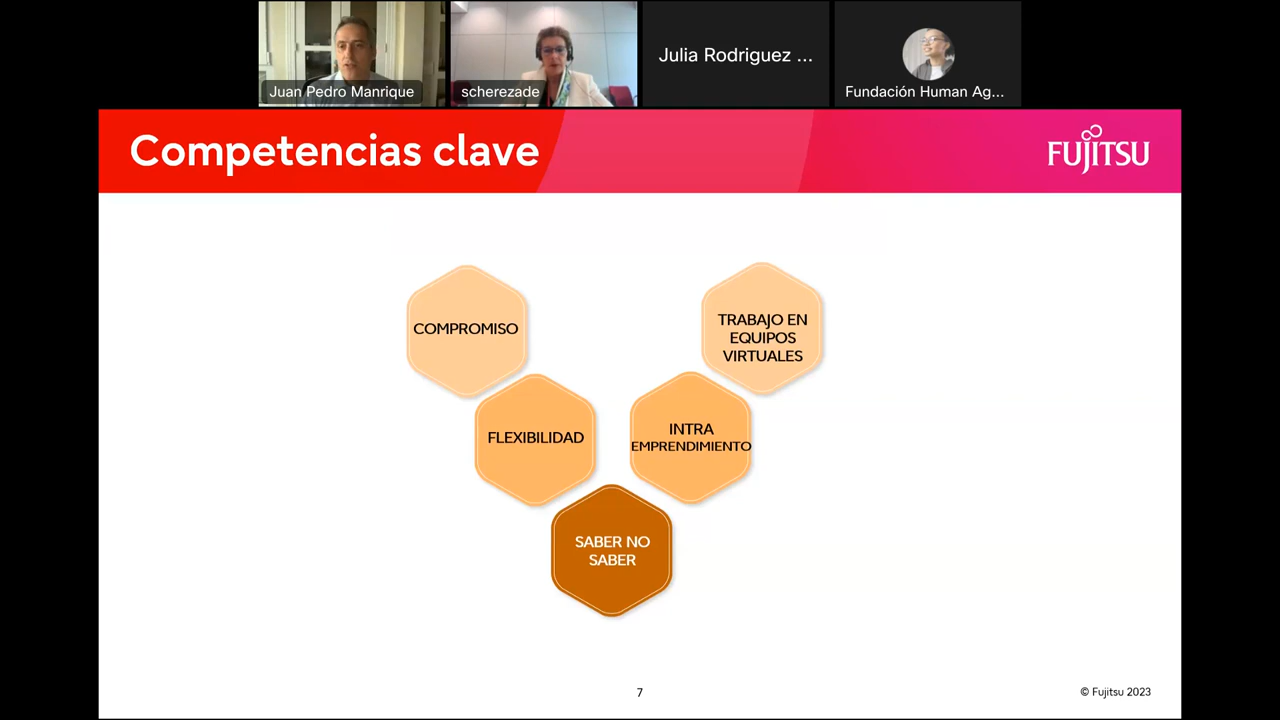 Juan Pedro Manrique
scherezade
Julia Rodriguez ...
Fundación Human Ag...
Competencias clave
FUJITSU
COMPROMISO
TRABAJO EN
EQUIPOS
VIRTUALES
FLEXIBILIDAD
INTRA
EMPRENDIMIENTO
SABER NO
SABER
7
© Fujitsu 2023